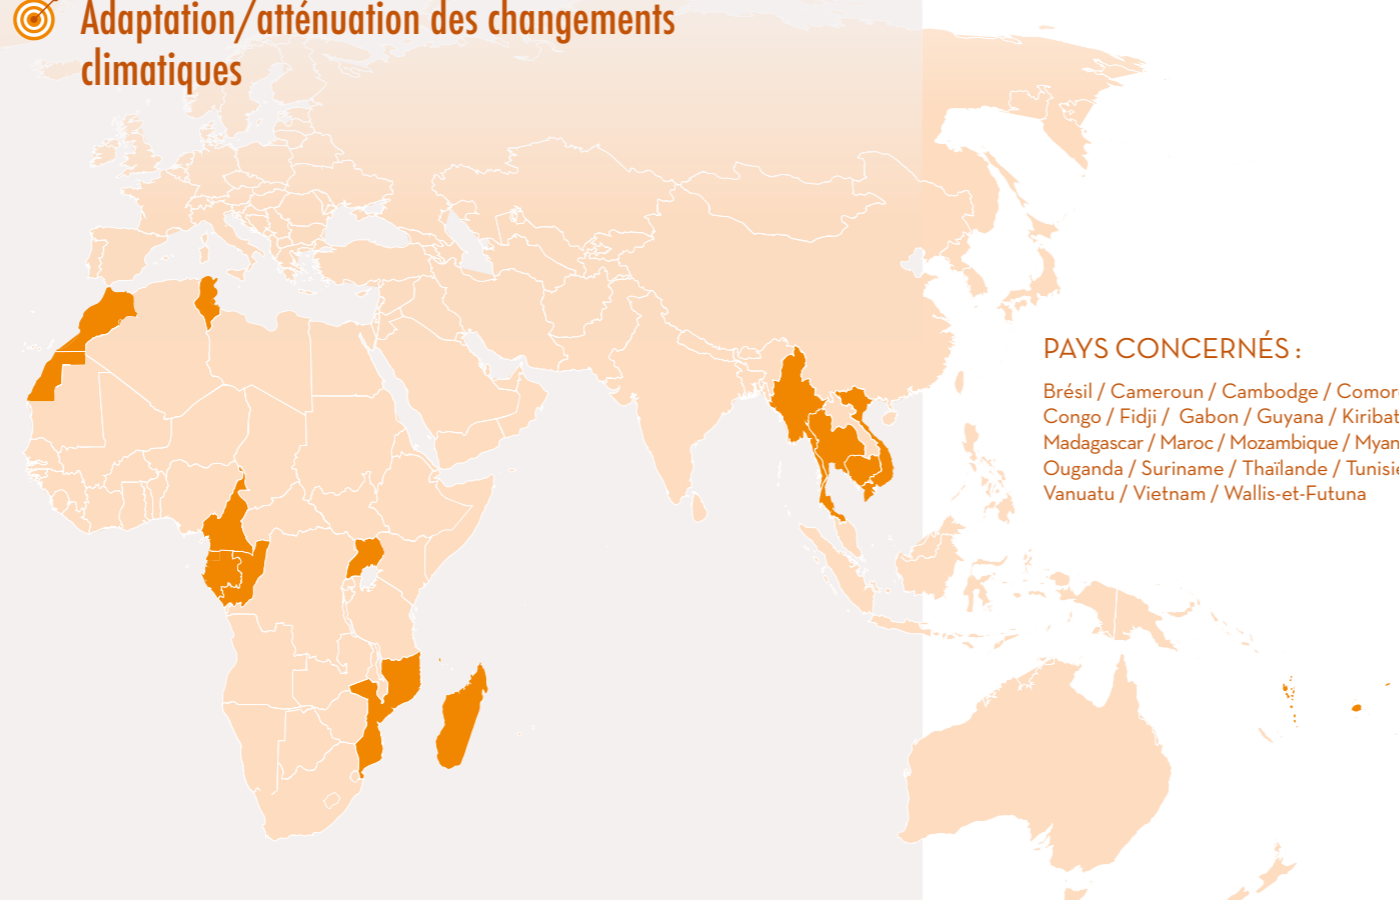 Adaptation/atténuation des changements
climatiques
PAYS CONCERNÉS :
Brésil / Cameroun / Cambodge /
Congo / Fidji / Gabon / Guyana /
Madagascar / Maroc / Mozambique /
Ouganda / Suriname / Thaïlande /
Vanuatu / Vietnam / Wallis-et-Futuna